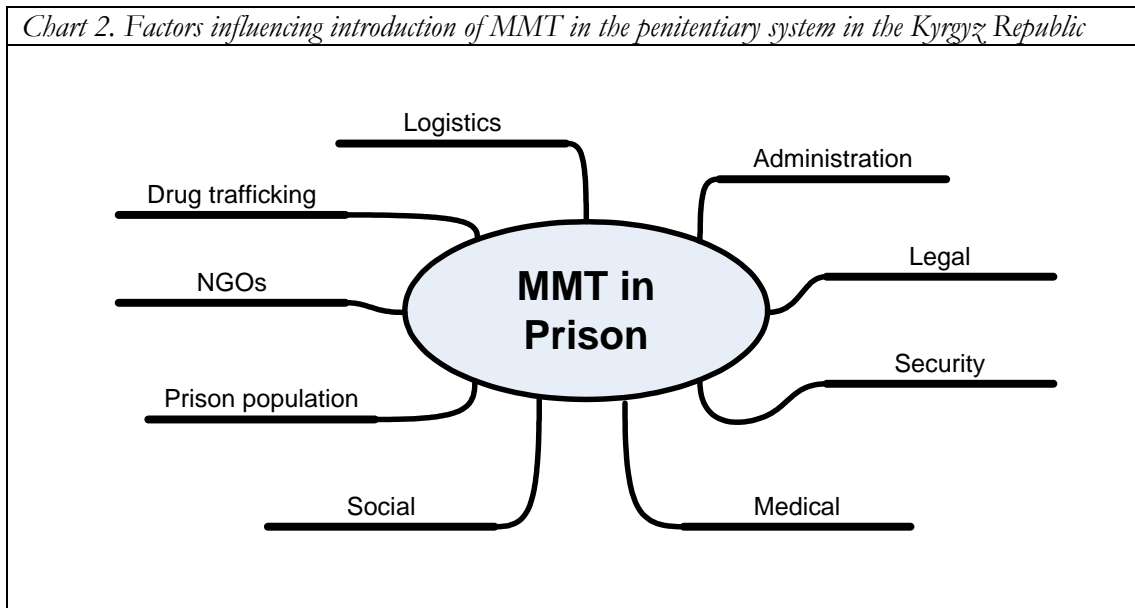 Chart 2. Factors influencing introduction of MMT in the penitentiary system in the Kyrgyz Republic
Logistics
Administration
Drug trafficking
Legal
NGOs
MMT in
Prison
Security
Prison population
Social
Medical